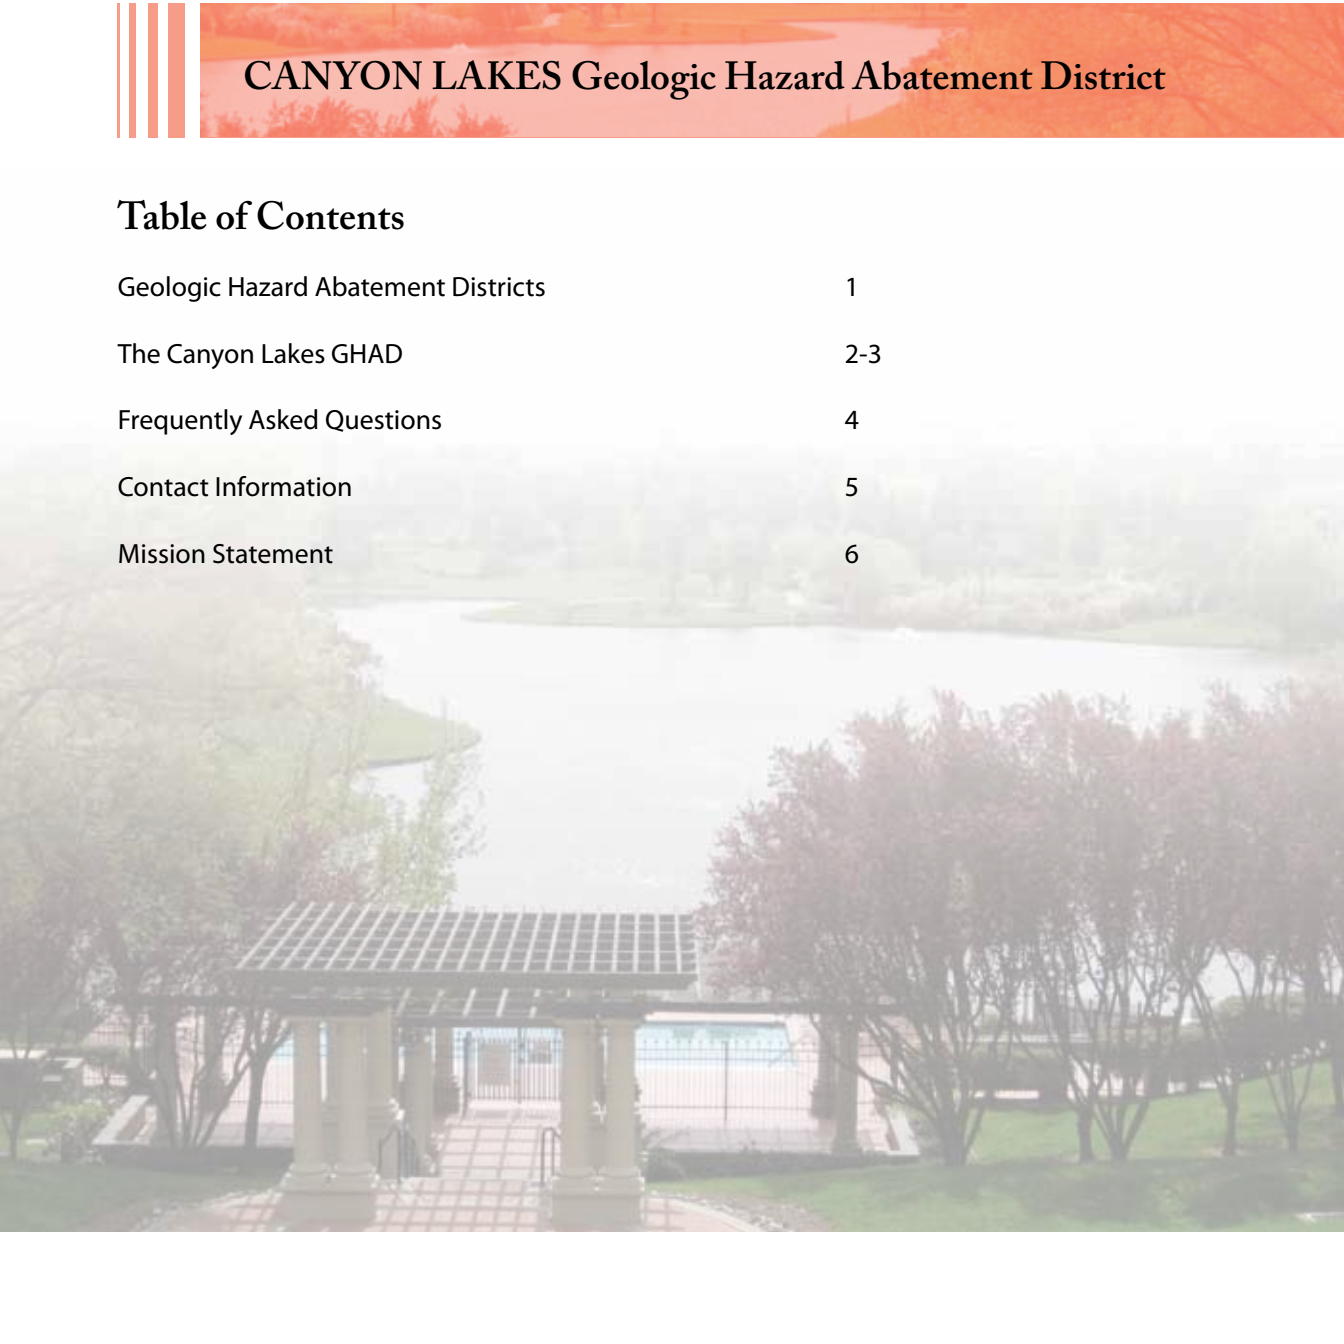 CANYON LAKES Geologic Hazard Abatement District
Table of Contents
Geologic Hazard Abatement Districts 1
The Canyon Lakes GHAD 2-3
Frequently Asked Questions 4
Contact Information 5
Mission Statement 6